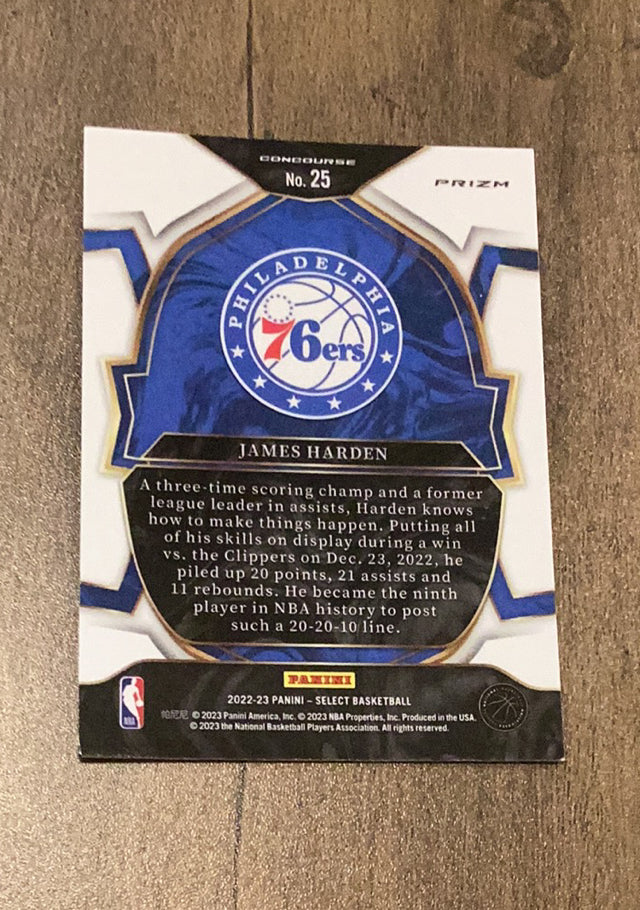 CONCOURSE
No. 25
PRIZM
PHILADELPHIA
76ers
JAMES HARDEN
A three-time scoring champ and a former
league leader in assists, Harden knows
how to make things happen. Putting all
of his skills on display during a win
vs. the Clippers on Dec. 23, 2022, he
piled up 20 points, 21 assists and
11 rebounds. He became the ninth
player in NBA history to post
such a 20-20-10 line.
PANINI
2022-23 PANINI – SELECT BASKETBALL
NBA
帕尼尼 © 2023 Panini America, Inc. © 2023 NBA Properties, Inc. Produced in the USA.
© 2023 the National Basketball Players Association. All rights reserved.